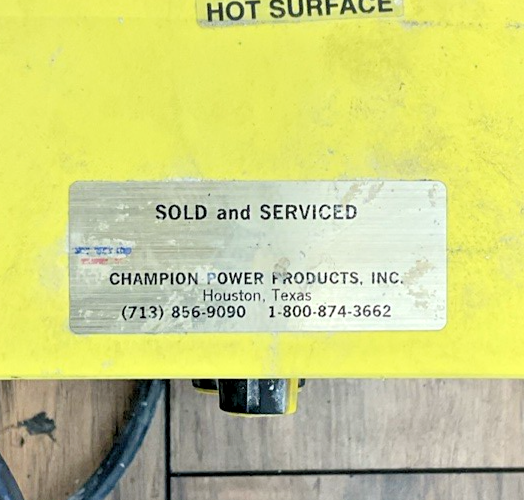 HOT SURFACE
SOLD and SERVICED
CHAMPION POWER PRODUCTS, INC.
Houston, Texas
(713) 856-9090 1-800-874-3662